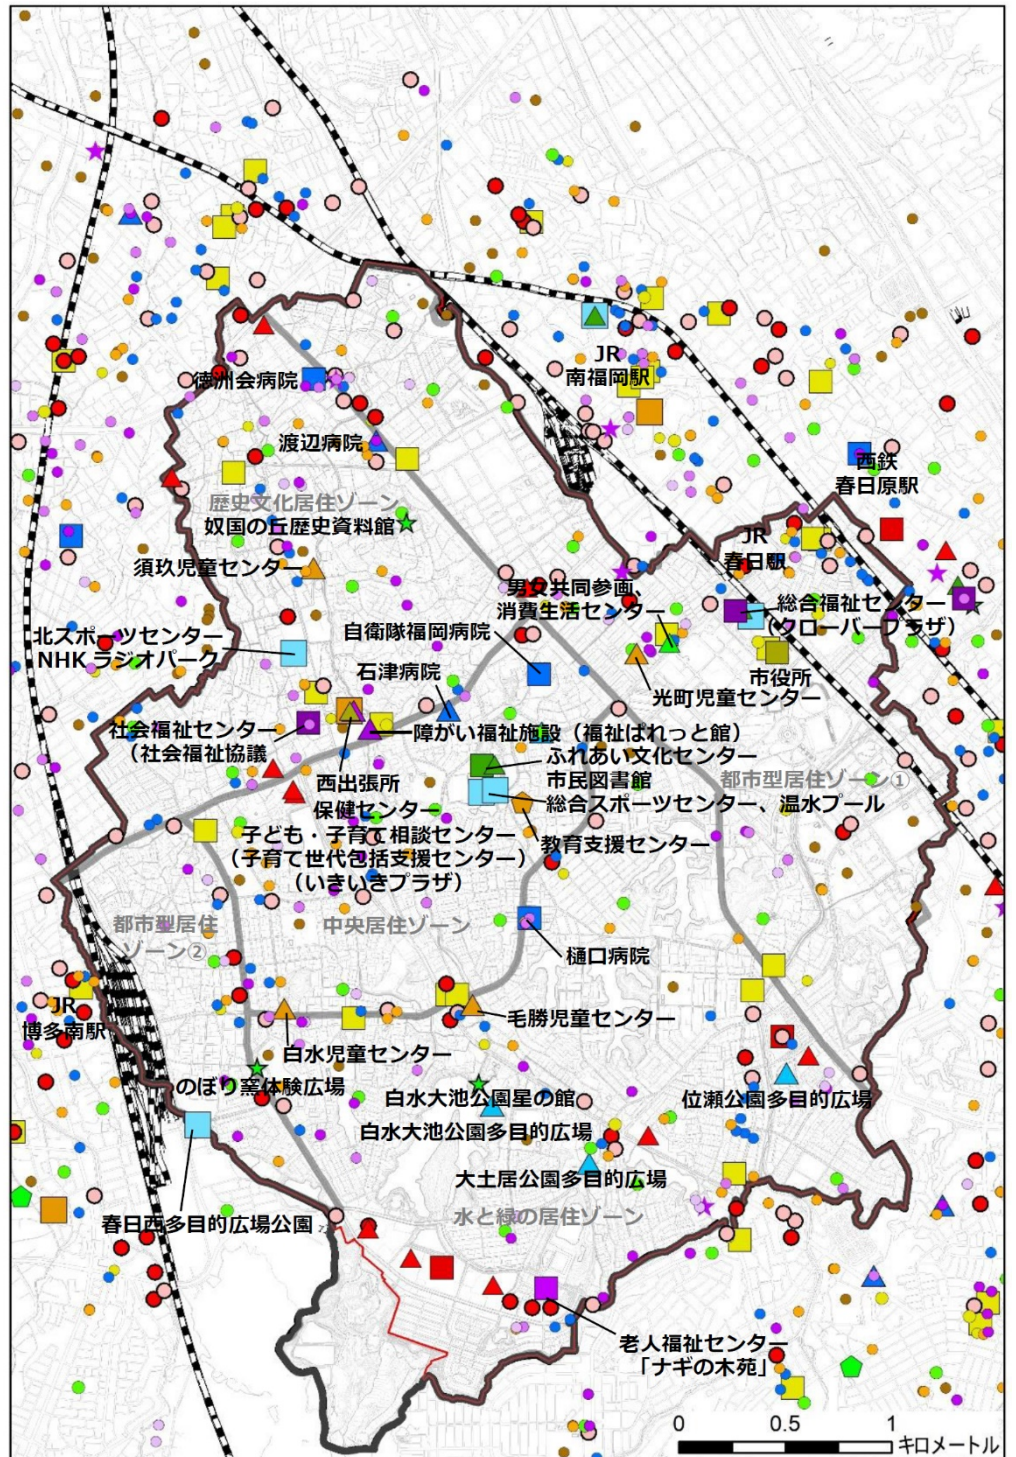 JR
南福岡駅
徳洲会病院
渡辺病院
西鉄
春日原駅
歴史文化居住ゾーン
奴国の丘歴史資料館
JR
春日駅
須玖児童センター
男女共同参画、
消費生活センター
総合福祉センター
（クローバープラザ）
北スポーツセンター
NHKラジオパーク
自衛隊福岡病院
市役所
石津病院
光町児童センター
社会福祉センター
（社会福祉協議
障がい福祉施設（福祉ぱれっと館）
西出張所
ふれあい文化センター
市民図書館
都市型居住ゾーン①
保健センター
総合スポーツセンター、温水プール
子ども・子育て相談センター
（子育て世代包括支援センター）
（いきいきプラザ）
教育支援センター
都市型居住
ゾーン②
中央居住ゾーン
樋口病院
JR
博多南駅
毛勝児童センター
白水児童センター
のぼり窯体験広場
白水大池公園星の館
位瀬公園多目的広場
白水大池公園多目的広場
大土居公園多目的広場
春日西多目的広場公園
水と緑の居住ゾーン
老人福祉センター
「ナギの木苑」
0 0.5 1
キロメートル